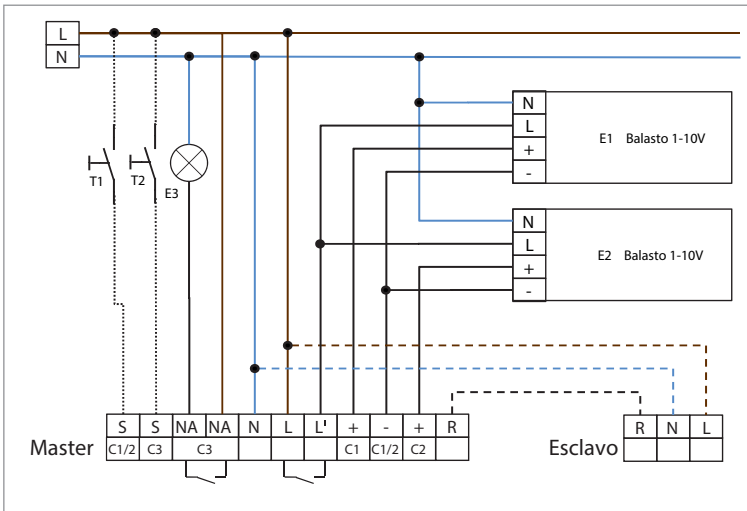 L
N
T1
T2
E3
N
L
+
-
E1 Balasto 1-10V
N
L
+
-
E2 Balasto 1-10V
Master
S S NA NA N L L' + - + R
C1/2 C3 C3 C1 C1/2 C2
Esclavo
R N L